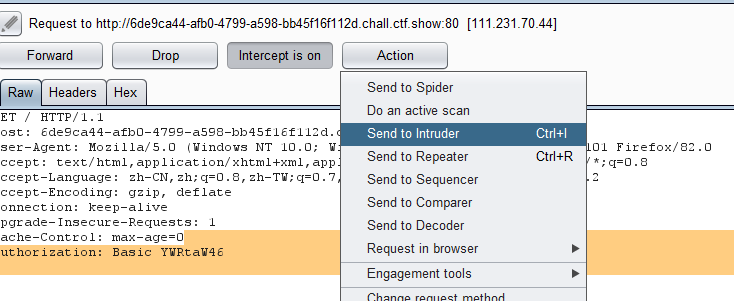 Request to http://6de9ca44-afb0-4799-a598-bb45f16f112d.chall.ctf.show:80 [111.231.70.44]
Forward Drop Intercept is on Action
Raw Headers Hex
Send to Spider
Do an active scan
Send to Intruder Ctrl+I
Send to Repeater Ctrl+R
Send to Sequencer
Send to Comparer
Send to Decoder
Request in browser
Engagement tools
Change request method
ET / HTTP/1.1
ost: 6de9ca44-afb0-4799-a598-bb45f16f112d.c
ser-Agent: Mozilla/5.0 (Windows NT 10.0; Wi 101 Firefox/82.0
ccept: text/html,application/xhtml+xml,appl /*;q=0.8
ccept-Language: zh-CN,zh;q=0.8,zh-TW;q=0.7, .2
ccept-Encoding: gzip, deflate
onnection: keep-alive
pgrade-Insecure-Requests: 1
ache-Control: max-age=0
uthorization: Basic YWRtaW46